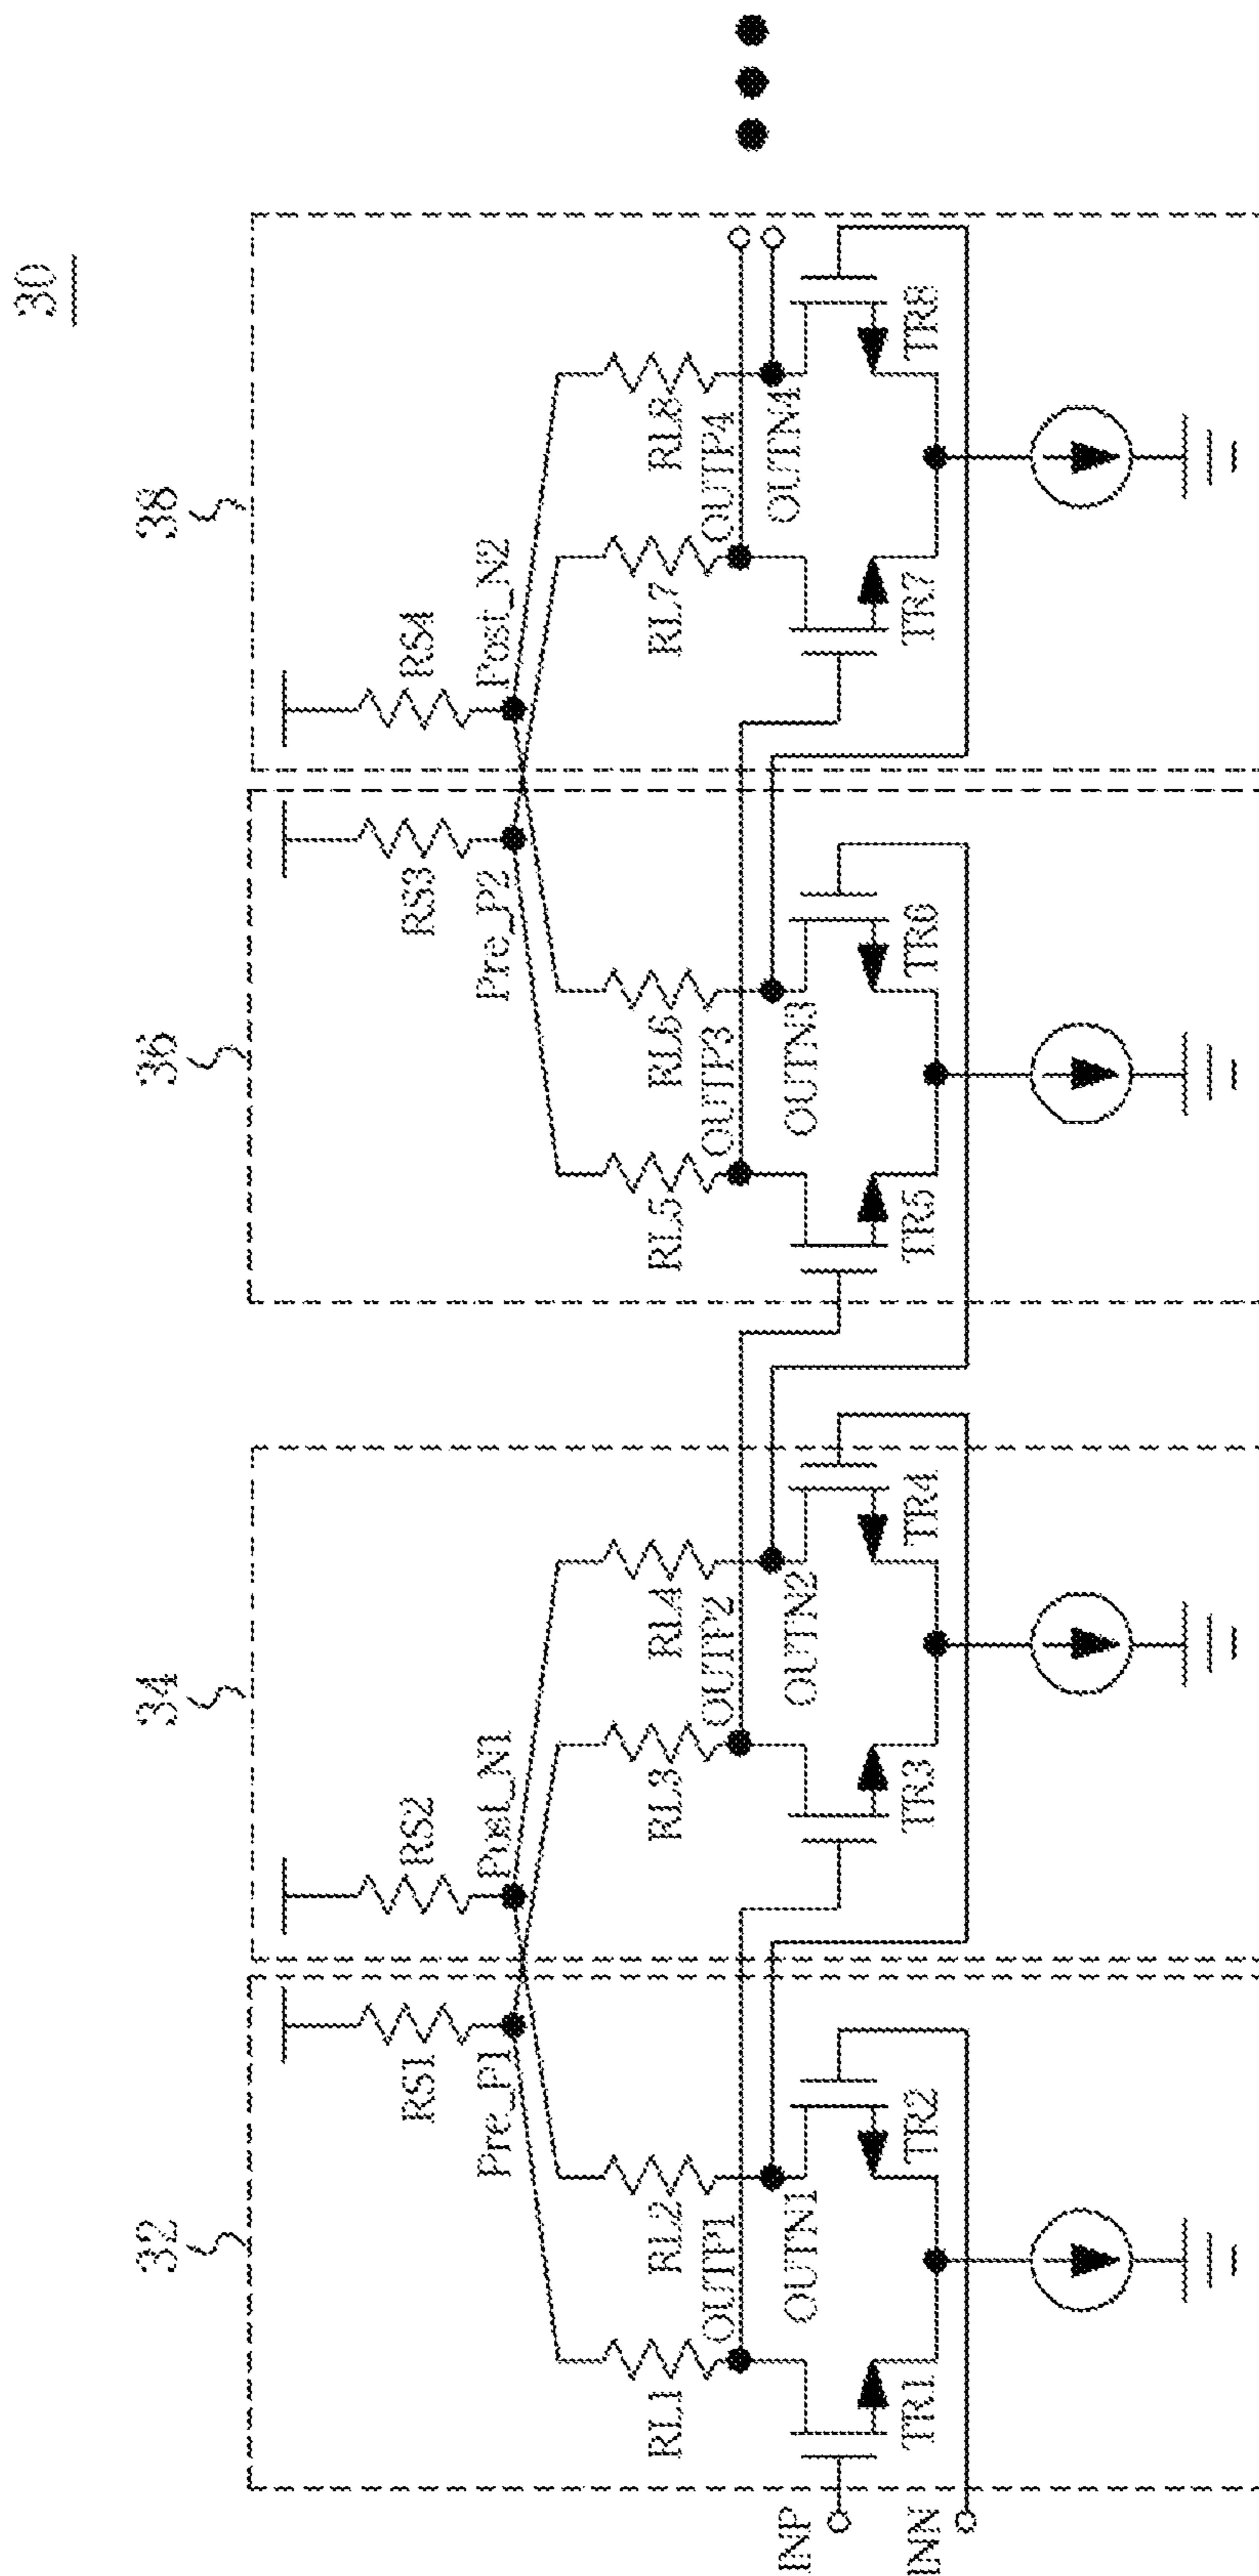 30
32
34
36
38
RS1
RS2
RS3
RS4
Pre_P1
Post_N1
Pre_P2
Post_N2
RL1
RL2
RL3
RL4
RL5
RL6
RL7
RL8
OUTP1
OUTP2
OUTP3
OUTP4
OUTN1
OUTN2
OUTN3
OUTN4
INP
INN
TR1
TR2
TR3
TR4
TR5
TR6
TR7
TR8